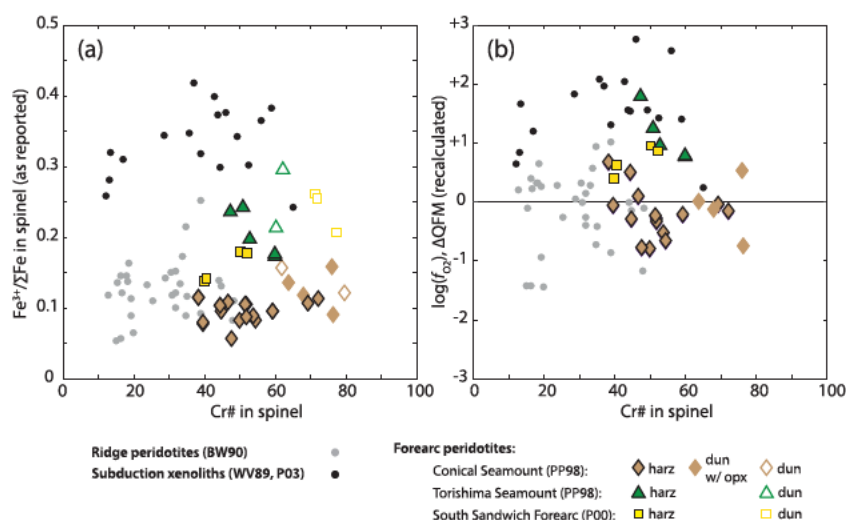 (a)
0.5
0.4
0.3
0.2
0.1
0
Fe³⁺/∑Fe in spinel (as reported)
0 20 40 60 80 100
Cr# in spinel
(b)
+3
+2
+1
0
-1
-2
-3
log(fO₂), ΔQFM (recalculated)
0 20 40 60 80 100
Cr# in spinel
Ridge peridotites (BW90)
Subduction xenoliths (WV89, P03)
Forearc peridotites:
Conical Seamount (PP98): harz dun w/ opx dun
Torishima Seamount (PP98): harz dun
South Sandwich Forearc (P00): harz dun